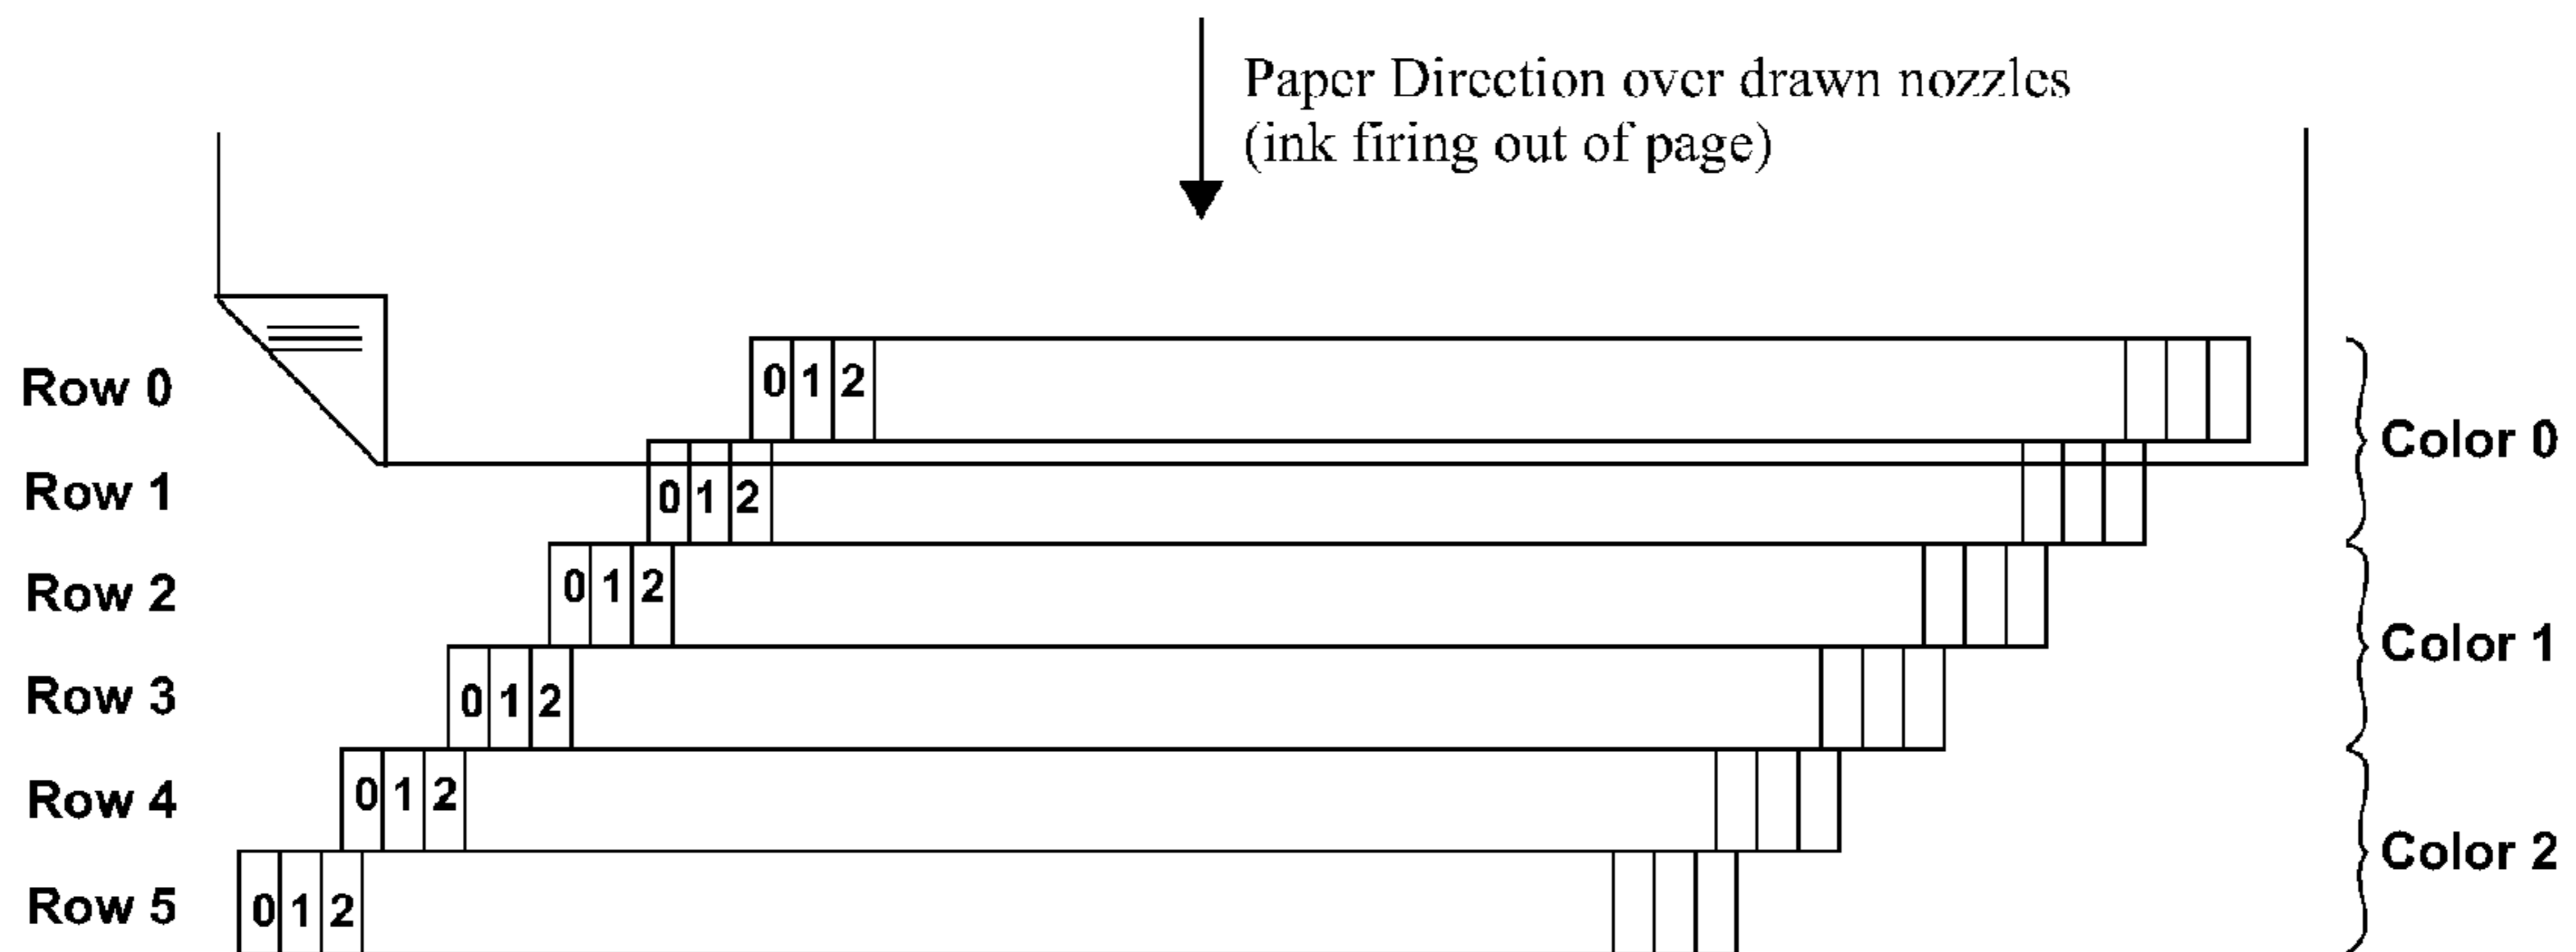 Paper Direction over drawn nozzles
(ink firing out of page)
Row 0
0 1 2
Color 0
Row 1
0 1 2
Row 2
0 1 2
Color 1
Row 3
0 1 2
Row 4
0 1 2
Color 2
Row 5
0 1 2